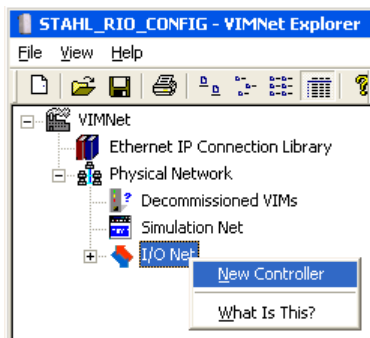 STAHL_RIO_CONFIG - VIMNet Explorer
File View Help
VIMNet
Ethernet IP Connection Library
Physical Network
Decommissioned VIMs
Simulation Net
I/O Net
New Controller
What Is This?